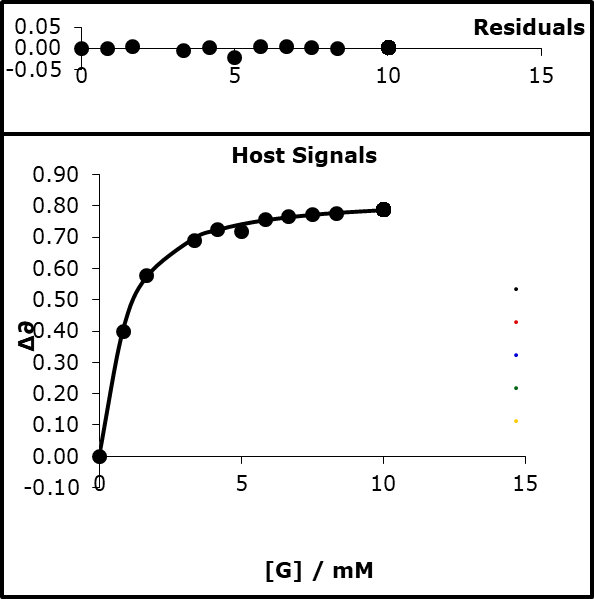 Residuals
0.05
0.00
-0.05
0 5 10 15
Host Signals
0.90
0.80
0.70
0.60
0.50
0.40
0.30
0.20
0.10
0.00
-0.10
Δ∂
0 5 10 15
[G] / mM